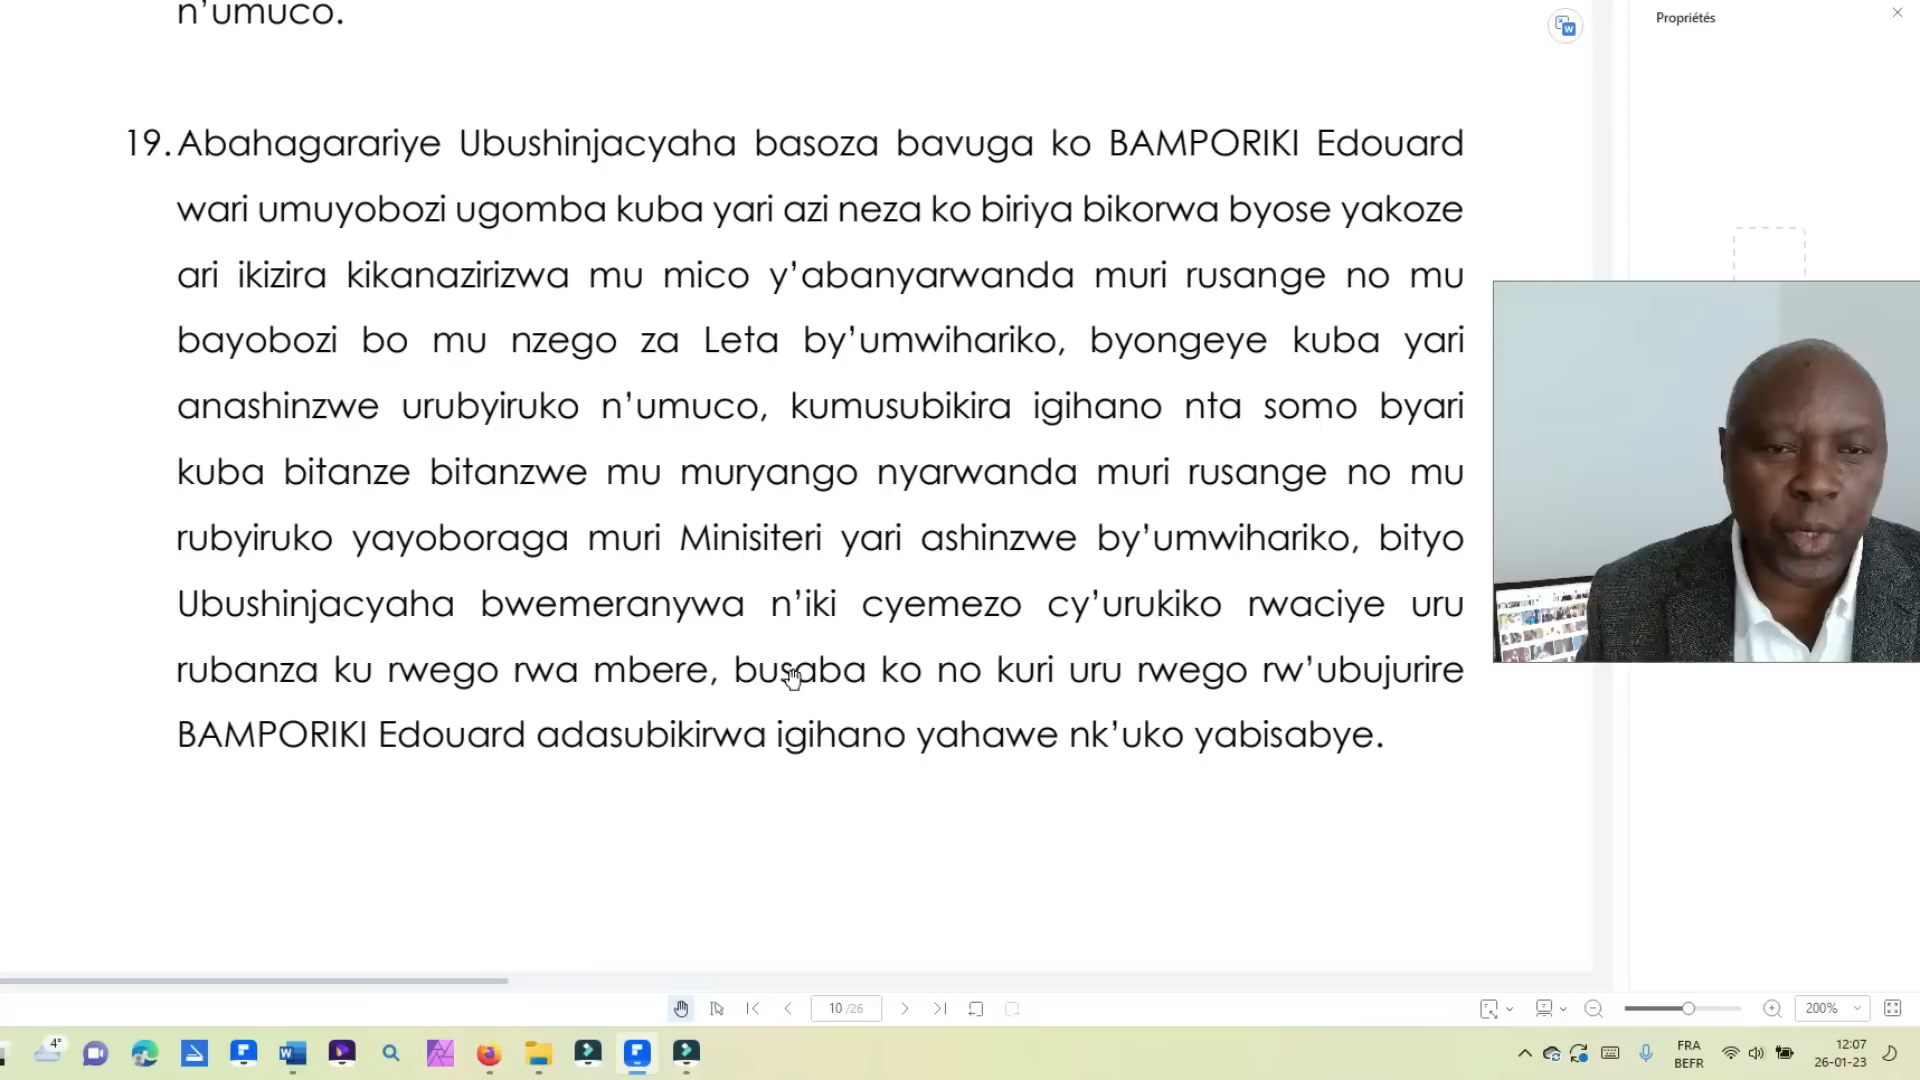 n’umuco.
Propriétés
19. Abahagarariye Ubushinjacyaha basoza bavuga ko BAMPORIKI Edouard
wari umuyobozi ugomba kuba yari azi neza ko biriya bikorwa byose yakoze
ari ikizira kikanazirizwa mu mico y’abanyarwanda muri rusange no mu
bayobozi bo mu nzego za Leta by’umwihariko, byongeye kuba yari
anashinzwe urubyiruko n’umuco, kumusubikira igihano nta somo byari
kuba bitanze bitanzwe mu muryango nyarwanda muri rusange no mu
rubyiruko yayoboraga muri Minisiteri yari ashinzwe by’umwihariko, bityo
Ubushinjacyaha bwemeranywa n’iki cyemezo cy’urukiko rwaciye uru
rubanza ku rwego rwa mbere, busaba ko no kuri uru rwego rw’ubujurire
BAMPORIKI Edouard adasubikirwa igihano yahawe nk’uko yabisabye.
10 /26
200%
4°
FRA
BEFR
12:07
26-01-23